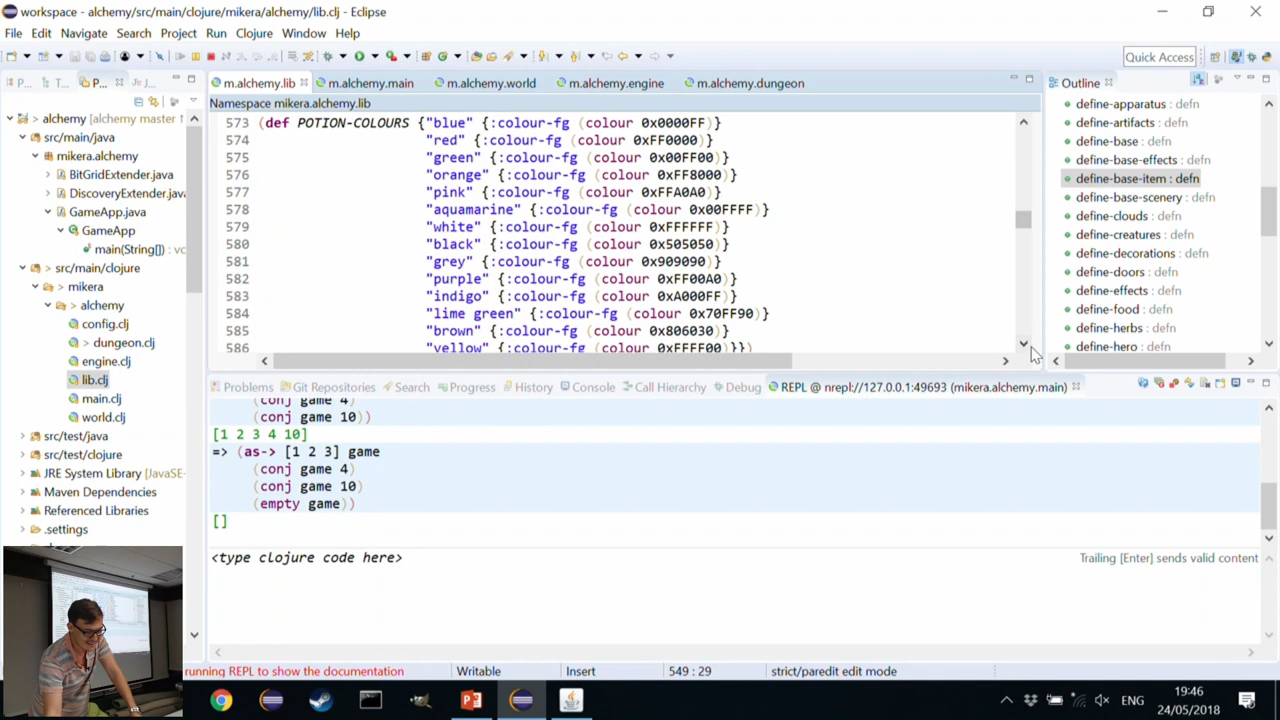 workspace - alchemy/src/main/clojure/mikera/alchemy/lib.clj - Eclipse
File Edit Navigate Search Project Run Clojure Window Help
Quick Access
P... T... P... J...
alchemy [alchemy master
src/main/java
mikera.alchemy
BitGridExtender.java
DiscoveryExtender.java
GameApp.java
GameApp
main(String[]) : vc
> src/main/clojure
> mikera
> alchemy
config.clj
> dungeon.clj
engine.clj
lib.clj
main.clj
world.clj
src/test/java
src/test/clojure
JRE System Library [JavaSE-
Maven Dependencies
Referenced Libraries
.settings
m.alchemy.lib m.alchemy.main m.alchemy.world m.alchemy.engine m.alchemy.dungeon
Namespace mikera.alchemy.lib
573 (def POTION-COLOURS {"blue" {:colour-fg (colour 0x0000FF)}
574 "red" {:colour-fg (colour 0xFF0000)}
575 "green" {:colour-fg (colour 0x00FF00)}
576 "orange" {:colour-fg (colour 0xFF8000)}
577 "pink" {:colour-fg (colour 0xFFA0A0)}
578 "aquamarine" {:colour-fg (colour 0x00FFFF)}
579 "white" {:colour-fg (colour 0xFFFFFF)}
580 "black" {:colour-fg (colour 0x505050)}
581 "grey" {:colour-fg (colour 0x909090)}
582 "purple" {:colour-fg (colour 0xFF00A0)}
583 "indigo" {:colour-fg (colour 0xA000FF)}
584 "lime green" {:colour-fg (colour 0x70FF90)}
585 "brown" {:colour-fg (colour 0x806030)}
586 "yellow" {:colour-fg (colour 0xFFFF00)}})
Outline
define-apparatus : defn
define-artifacts : defn
define-base : defn
define-base-effects : defn
define-base-item : defn
define-base-scenery : defn
define-clouds : defn
define-creatures : defn
define-decorations : defn
define-doors : defn
define-effects : defn
define-food : defn
define-herbs : defn
define-hero : defn
Problems Git Repositories Search Progress History Console Call Hierarchy Debug REPL @ nrepl://127.0.0.1:49693 (mikera.alchemy.main)
(conj game 4)
(conj game 10))
[1 2 3 4 10]
=> (as-> [1 2 3] game
(conj game 4)
(conj game 10)
(empty game))
[]
<type clojure code here>
Trailing [Enter] sends valid content
running REPL to show the documentation Writable Insert 549 : 29 strict/paredit edit mode
ENG
19:46
24/05/2018